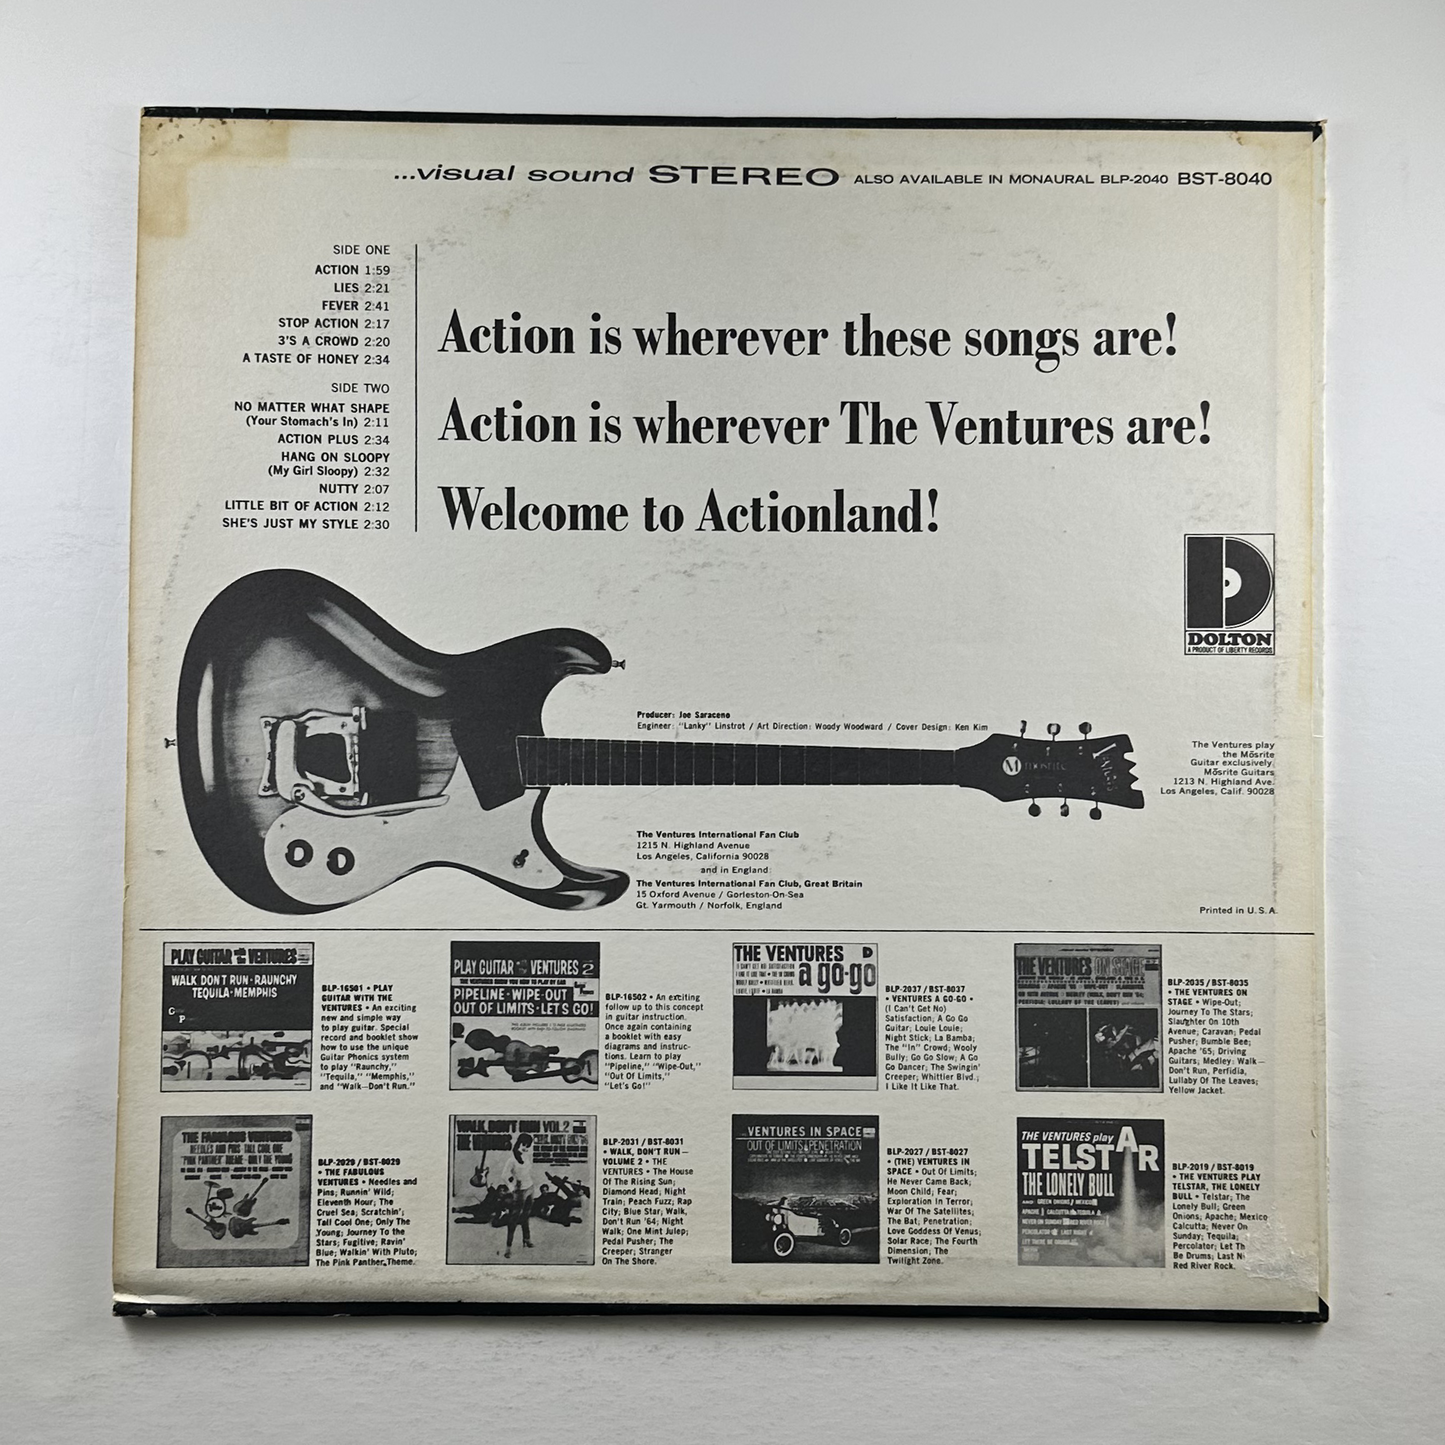 ...visual sound STEREO ALSO AVAILABLE IN MONAURAL BLP-2040 BST-8040
SIDE ONE
ACTION 1:59
LIES 2:21
FEVER 2:41
STOP ACTION 2:17
3'S A CROWD 2:20
A TASTE OF HONEY 2:34
SIDE TWO
NO MATTER WHAT SHAPE
(Your Stomach's In) 2:11
ACTION PLUS 2:34
HANG ON SLOOPY
(My Girl Sloopy) 2:32
NUTTY 2:07
LITTLE BIT OF ACTION 2:12
SHE'S JUST MY STYLE 2:30
Action is wherever these songs are!
Action is wherever The Ventures are!
Welcome to Actionland!
D
DOLTON
A PRODUCT OF LIBERTY RECORDS
Producer: Joe Saraceno
Engineer: "Lanky" Linstrot / Art Direction: Woody Woodward / Cover Design: Ken Kim
M mosrite
Ventures
The Ventures play
the Mōsrite
Guitar exclusively.
Mōsrite Guitars
1213 N. Highland Ave.
Los Angeles, Calif. 90028
The Ventures International Fan Club
1215 N. Highland Avenue
Los Angeles, California 90028
and in England:
The Ventures International Fan Club, Great Britain
15 Oxford Avenue / Gorleston-On-Sea
Gt. Yarmouth / Norfolk, England
Printed in U.S.A.
PLAY GUITAR WITH THE VENTURES
WALK DON'T RUN · RAUNCHY
TEQUILA · MEMPHIS
BLP-16501 • PLAY
GUITAR WITH THE
VENTURES • An exciting
new and simple way
to play guitar. Special
record and booklet show
how to use the unique
Guitar Phonics system
to play "Raunchy,"
"Tequila," "Memphis,"
and "Walk—Don't Run."
PLAY GUITAR WITH THE VENTURES VOL. 2
PIPELINE · WIPE-OUT
OUT OF LIMITS · LET'S GO!
BLP-16502 • An exciting
follow up to this concept
in guitar instruction.
Once again containing
a booklet with easy
diagrams and instruc-
tions. Learn to play
"Pipeline," "Wipe-Out,"
"Out Of Limits,"
"Let's Go!"
THE VENTURES
a go-go
BLP-2037 / BST-8037
• VENTURES A GO-GO •
(I Can't Get No)
Satisfaction; A Go Go
Guitar; Louie Louie;
Night Stick; La Bamba;
The "In" Crowd; Wooly
Bully; Go Go Slow; A Go
Go Dancer; The Swingin'
Creeper; Whittier Blvd.;
I Like It Like That.
THE VENTURES ON STAGE
BLP-2035 / BST-8035
• THE VENTURES ON
STAGE • Wipe-Out;
Journey To The Stars;
Slaughter On 10th
Avenue; Caravan; Pedal
Pusher; Bumble Bee;
Apache '65; Driving
Guitars; Medley: Walk—
Don't Run, Perfidia,
Lullaby Of The Leaves;
Yellow Jacket.
THE FABULOUS VENTURES
NEEDLES AND PINS · TALL COOL ONE
"PINK PANTHER" THEME · ONLY THE YOUNG
BLP-2029 / BST-8029
• THE FABULOUS
VENTURES • Needles and
Pins; Runnin' Wild;
Eleventh Hour; The
Cruel Sea; Scratchin';
Tall Cool One; Only The
Young; Journey To the
Stars; Fugitive; Ravin'
Blue; Walkin' With Pluto;
The Pink Panther Theme.
WALK, DON'T RUN VOL. 2
THE VENTURES
BLP-2031 / BST-8031
• WALK, DON'T RUN—
VOLUME 2 • THE
VENTURES • The House
Of The Rising Sun;
Diamond Head; Night
Train; Peach Fuzz; Rap
City; Blue Star; Walk,
Don't Run '64; Night
Walk; One Mint Julep;
Pedal Pusher; The
Creeper; Stranger
On The Shore.
VENTURES IN SPACE
OUT OF LIMITS · PENETRATION
BLP-2027 / BST-8027
• (THE) VENTURES IN
SPACE • Out Of Limits;
He Never Came Back;
Moon Child; Fear;
Exploration In Terror;
War Of The Satellites;
The Bat; Penetration;
Love Goddess Of Venus;
Solar Race; The Fourth
Dimension; The
Twilight Zone.
THE VENTURES play
TELSTAR
THE LONELY BULL
BLP-2019 / BST-8019
• THE VENTURES PLAY
TELSTAR, THE LONELY
BULL • Telstar; The
Lonely Bull; Green
Onions; Apache; Mexico
Calcutta; Never On
Sunday; Tequila;
Percolator; Let Th
Be Drums; Last N
Red River Rock.